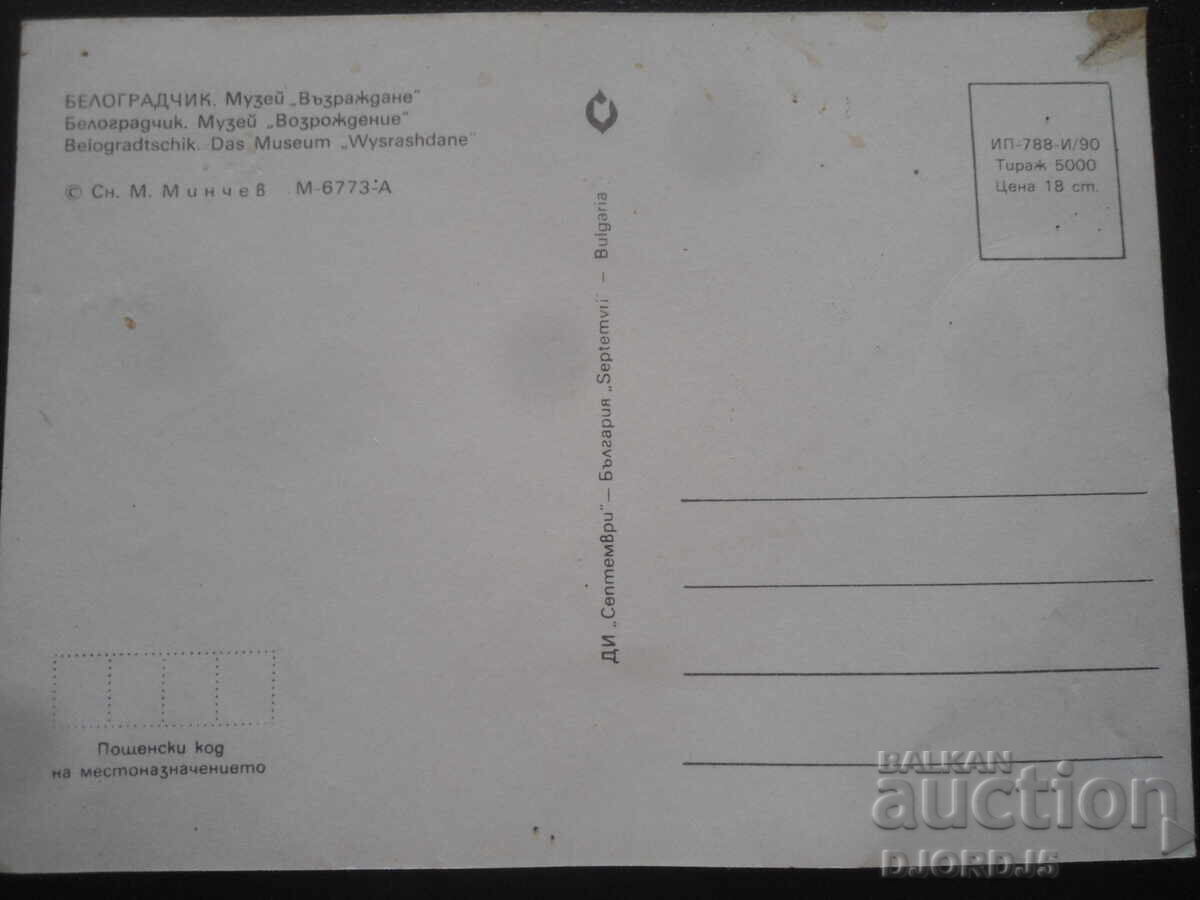 БЕЛОГРАДЧИК. Музей „Възраждане"
Белоградчик. Музей „Возрождение"
Belogradtschik. Das Museum „Wysrashdane"
© Сн. М. Минчев М-6773-А
ИП-788-И/90
Тираж 5000
Цена 18 ст.
ДИ „Септември" — България „Septemvri" — Bulgaria
Пощенски код
на местоназначението
BALKAN
auction
DJORDJ5